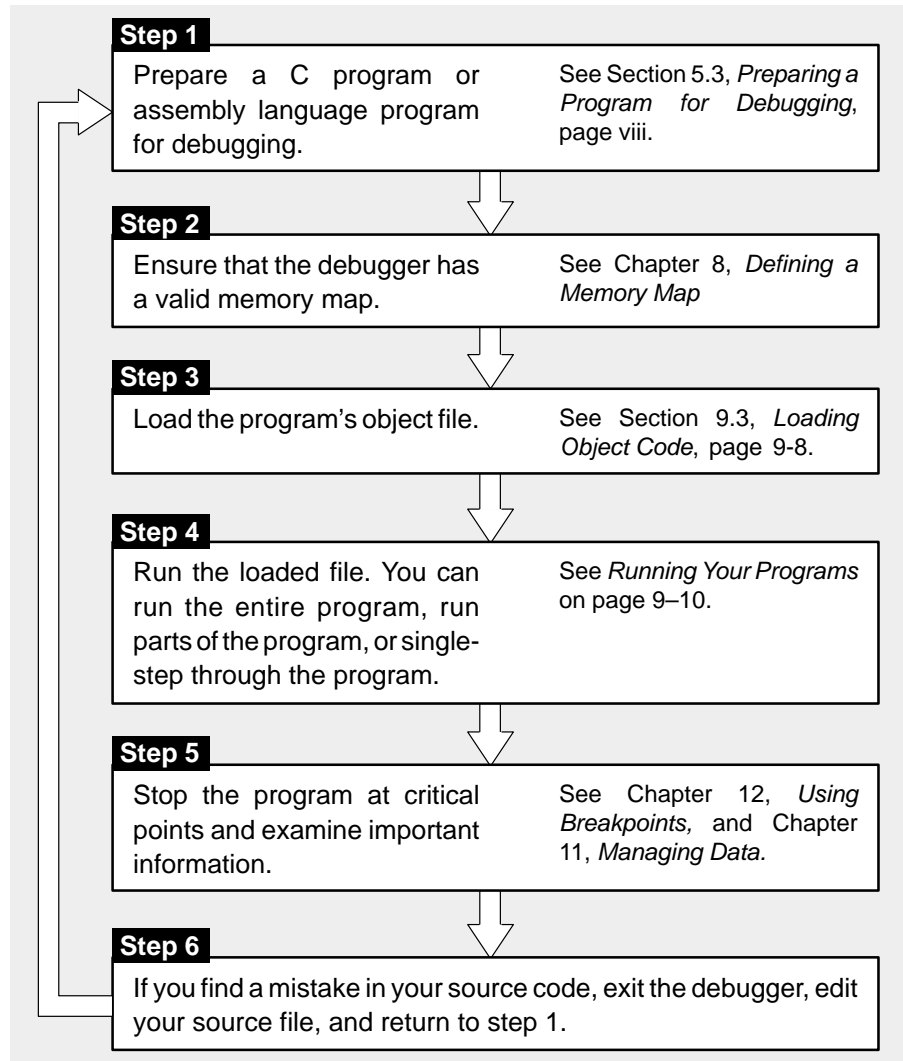 Step 1
Prepare a C program or
assembly language program
for debugging.
See Section 5.3, Preparing a
Program for Debugging,
page viii.
Step 2
Ensure that the debugger has
a valid memory map.
See Chapter 8, Defining a
Memory Map
Step 3
Load the program's object file.
See Section 9.3, Loading
Object Code, page 9-8.
Step 4
Run the loaded file. You can
run the entire program, run
parts of the program, or single-
step through the program.
See Running Your Programs
on page 9–10.
Step 5
Stop the program at critical
points and examine important
information.
See Chapter 12, Using
Breakpoints, and Chapter
11, Managing Data.
Step 6
If you find a mistake in your source code, exit the debugger, edit
your source file, and return to step 1.